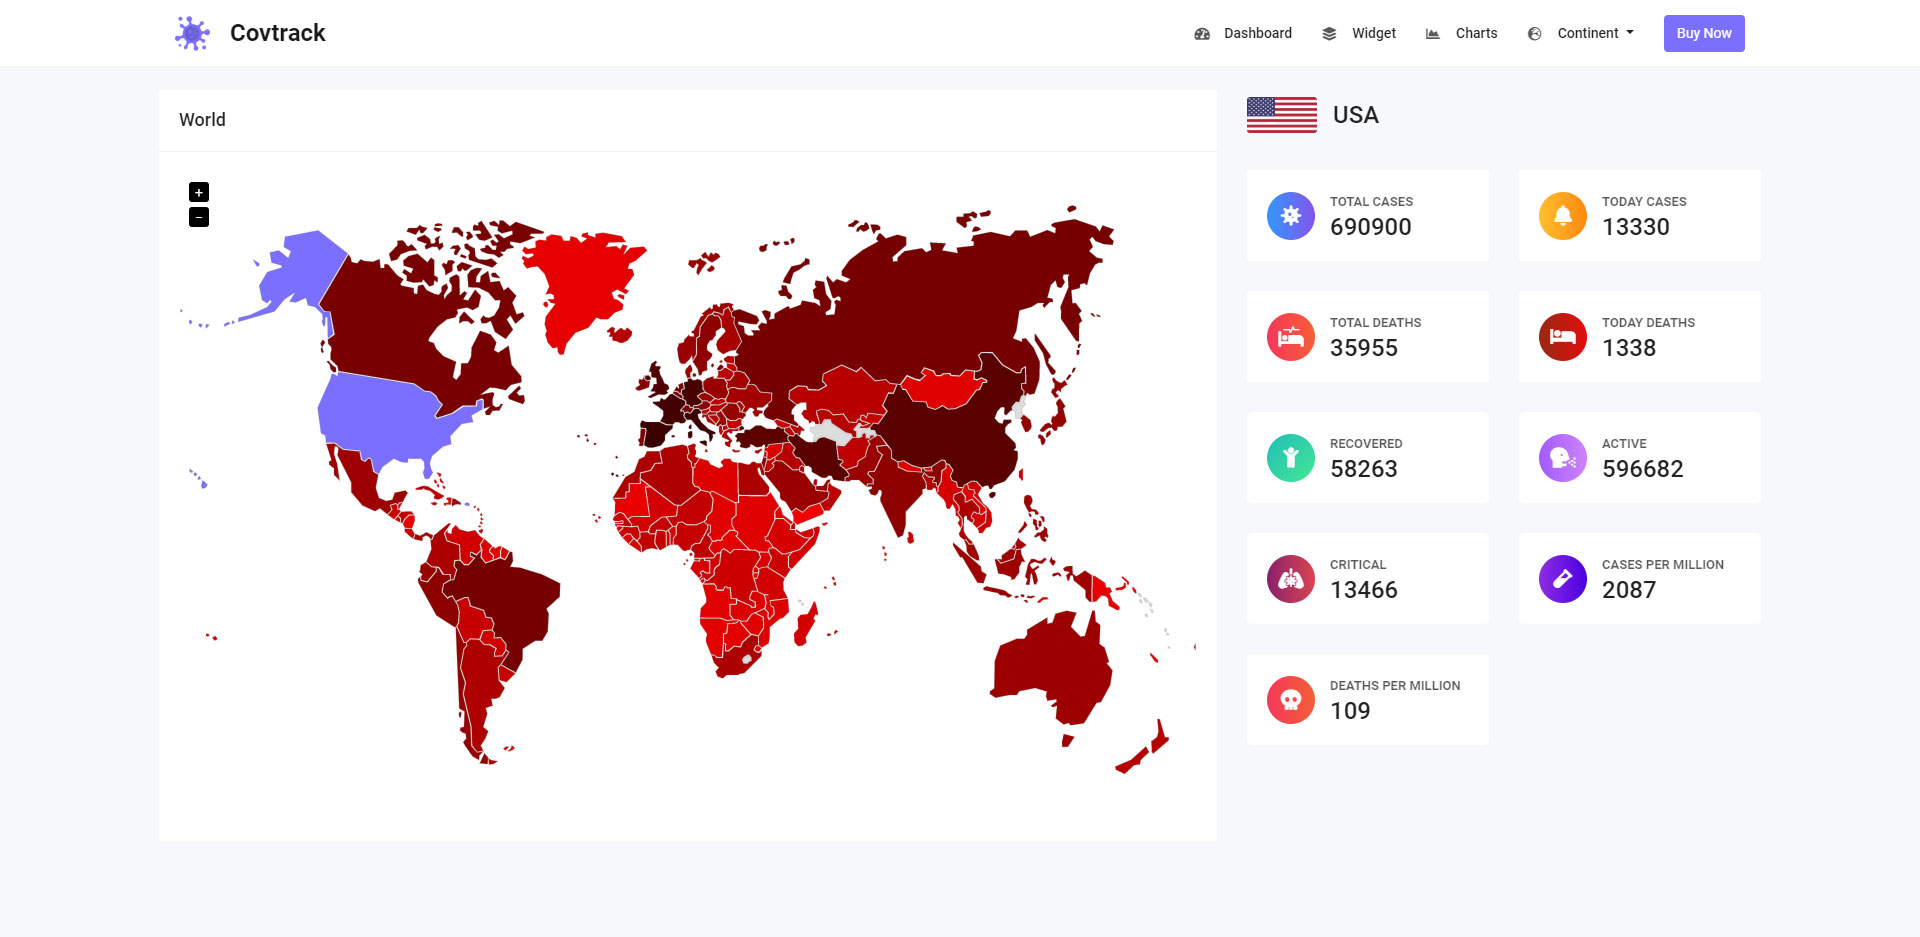 Covtrack
Dashboard
Widget
Charts
Continent
Buy Now
World
+
−
USA
TOTAL CASES
690900
TODAY CASES
13330
TOTAL DEATHS
35955
TODAY DEATHS
1338
RECOVERED
58263
ACTIVE
596682
CRITICAL
13466
CASES PER MILLION
2087
DEATHS PER MILLION
109